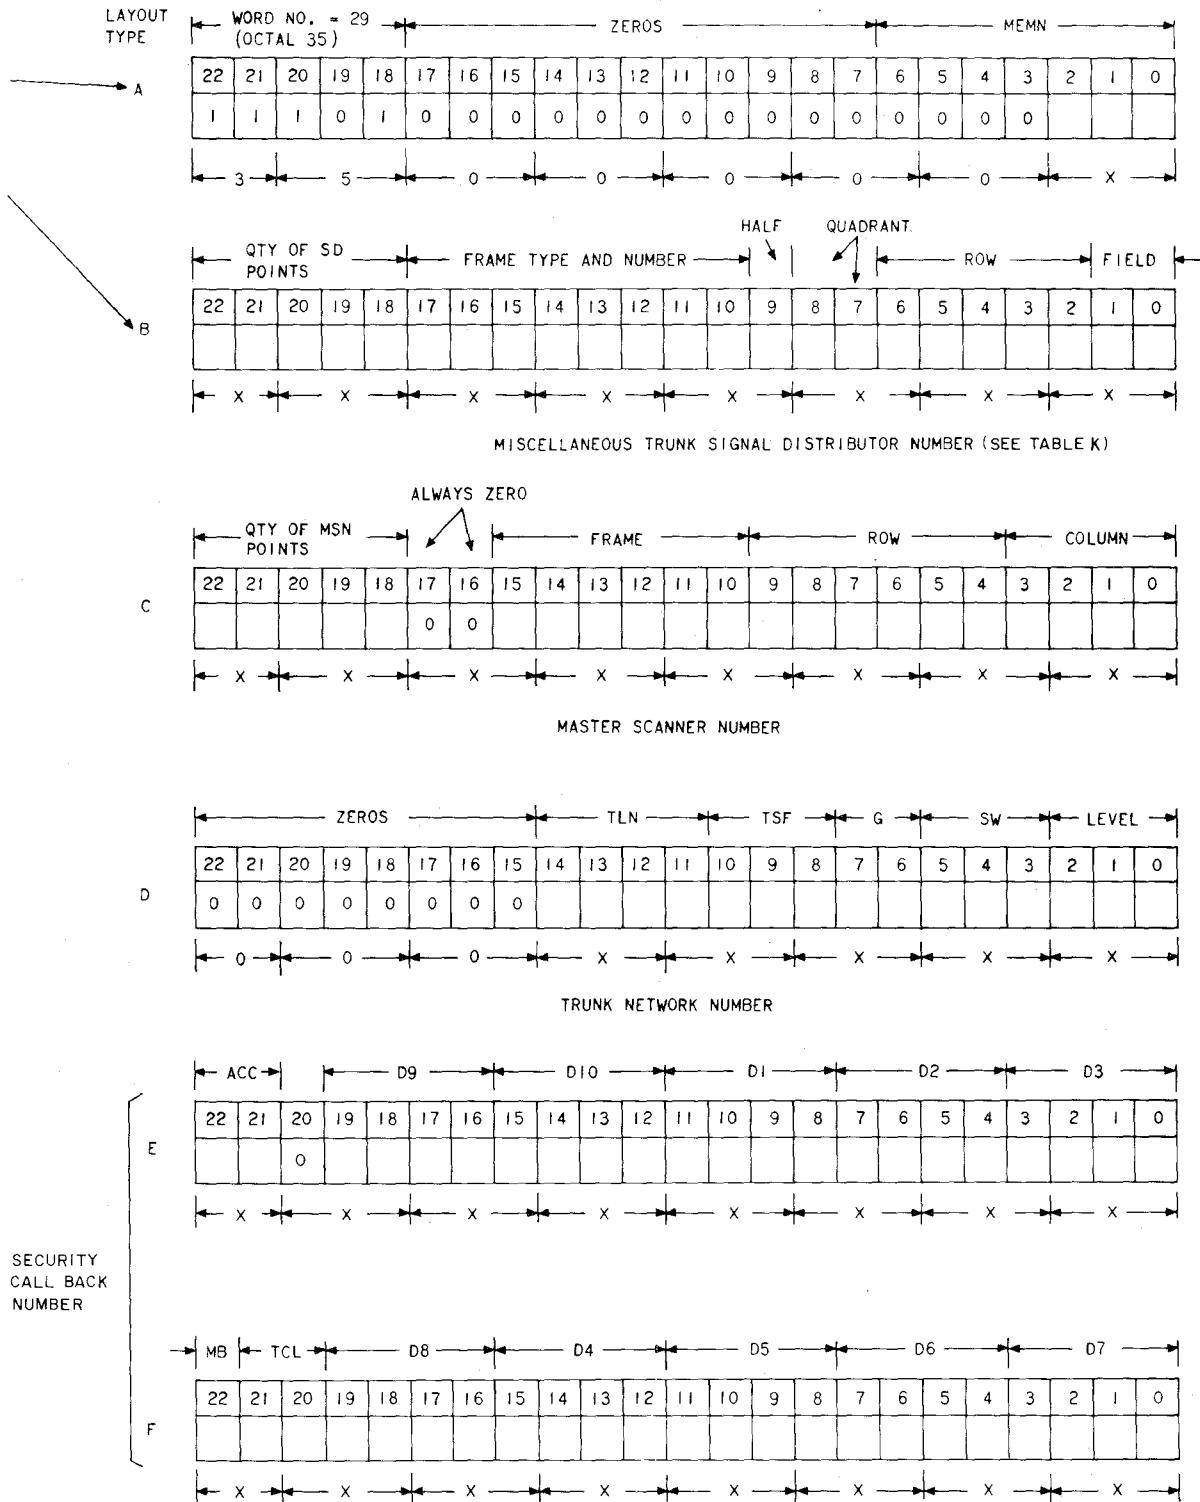 LAYOUT TYPE
WORD NO. = 29 (OCTAL 35)
ZEROS
MEMN
A
22 21 20 19 18 17 16 15 14 13 12 11 10 9 8 7 6 5 4 3 2 1 0
1 1 1 0 1 0 0 0 0 0 0 0 0 0 0 0 0 0 0 0
3 5 0 0 0 0 0 X
HALF
QUADRANT
QTY OF SD POINTS
FRAME TYPE AND NUMBER
ROW
FIELD
B
22 21 20 19 18 17 16 15 14 13 12 11 10 9 8 7 6 5 4 3 2 1 0
X X X X X X X X
MISCELLANEOUS TRUNK SIGNAL DISTRIBUTOR NUMBER (SEE TABLE K)
ALWAYS ZERO
QTY OF MSN POINTS
FRAME
ROW
COLUMN
C
22 21 20 19 18 17 16 15 14 13 12 11 10 9 8 7 6 5 4 3 2 1 0
0 0
X X X X X X X X
MASTER SCANNER NUMBER
ZEROS
TLN
TSF
G
SW
LEVEL
D
22 21 20 19 18 17 16 15 14 13 12 11 10 9 8 7 6 5 4 3 2 1 0
0 0 0 0 0 0 0 0
0 0 0 X X X X X
TRUNK NETWORK NUMBER
ACC
D9
D10
D1
D2
D3
E
22 21 20 19 18 17 16 15 14 13 12 11 10 9 8 7 6 5 4 3 2 1 0
0
X X X X X X X X
SECURITY
CALL BACK
NUMBER
MB
TCL
D8
D4
D5
D6
D7
F
22 21 20 19 18 17 16 15 14 13 12 11 10 9 8 7 6 5 4 3 2 1 0
X X X X X X X X